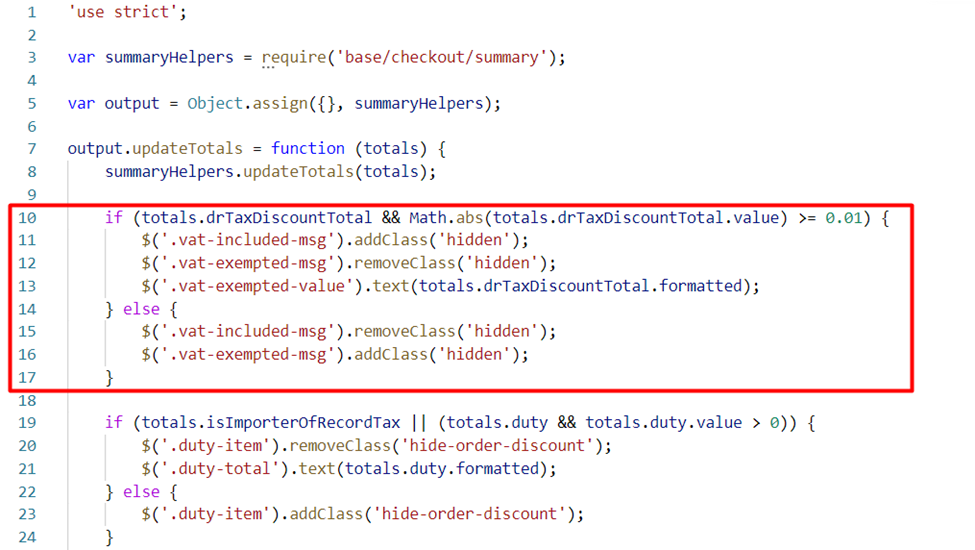 1 'use strict';
2
3 var summaryHelpers = require('base/checkout/summary');
4
5 var output = Object.assign({}, summaryHelpers);
6
7 output.updateTotals = function (totals) {
8     summaryHelpers.updateTotals(totals);
9
10     if (totals.drTaxDiscountTotal && Math.abs(totals.drTaxDiscountTotal.value) >= 0.01) {
11         $('.vat-included-msg').addClass('hidden');
12         $('.vat-exempted-msg').removeClass('hidden');
13         $('.vat-exempted-value').text(totals.drTaxDiscountTotal.formatted);
14     } else {
15         $('.vat-included-msg').removeClass('hidden');
16         $('.vat-exempted-msg').addClass('hidden');
17     }
18
19     if (totals.isImporterOfRecordTax || (totals.duty && totals.duty.value > 0)) {
20         $('.duty-item').removeClass('hide-order-discount');
21         $('.duty-total').text(totals.duty.formatted);
22     } else {
23         $('.duty-item').addClass('hide-order-discount');
24     }